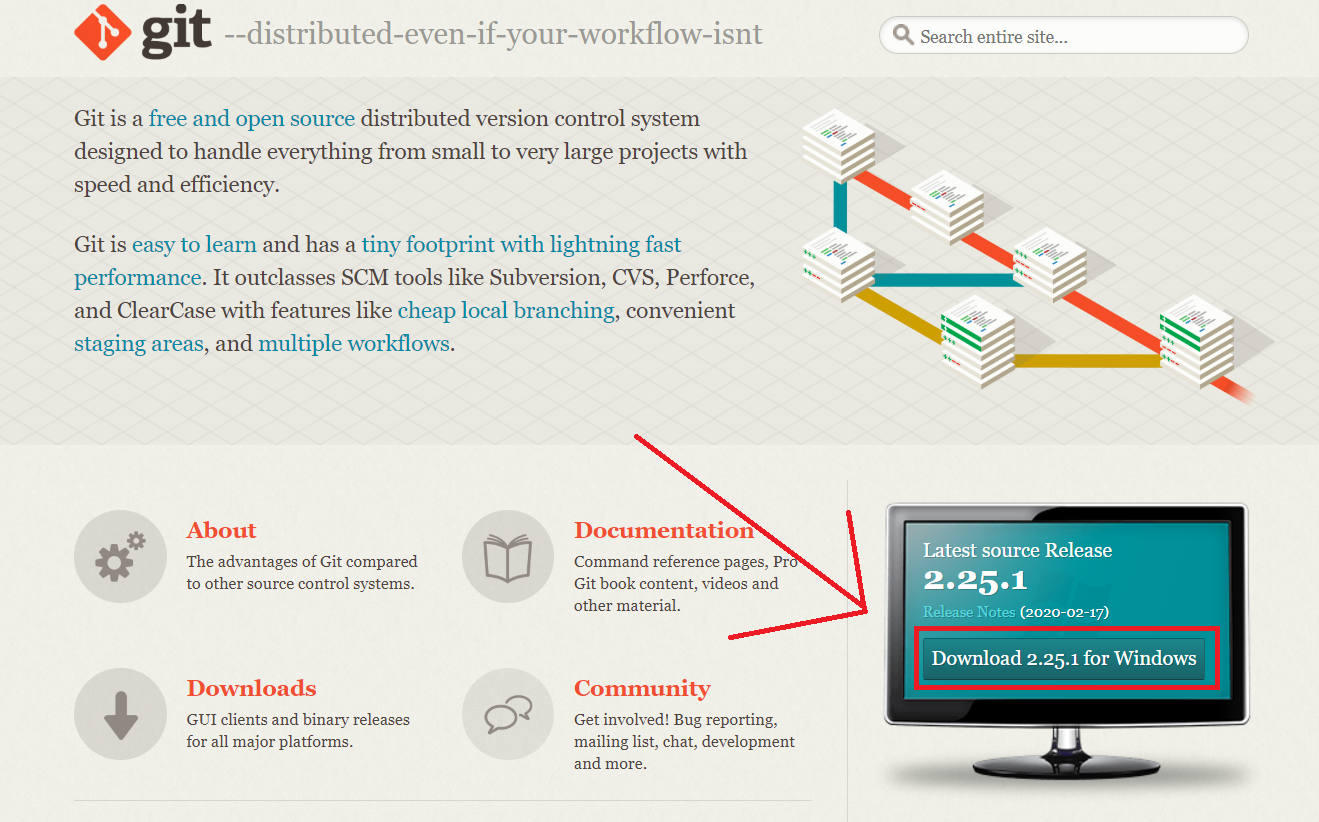 git --distributed-even-if-your-workflow-isnt
Search entire site...
Git is a free and open source distributed version control system
designed to handle everything from small to very large projects with
speed and efficiency.
Git is easy to learn and has a tiny footprint with lightning fast
performance. It outclasses SCM tools like Subversion, CVS, Perforce,
and ClearCase with features like cheap local branching, convenient
staging areas, and multiple workflows.
About
The advantages of Git compared
to other source control systems.
Documentation
Command reference pages, Pro
Git book content, videos and
other material.
Downloads
GUI clients and binary releases
for all major platforms.
Community
Get involved! Bug reporting,
mailing list, chat, development
and more.
Latest source Release
2.25.1
Release Notes (2020-02-17)
Download 2.25.1 for Windows